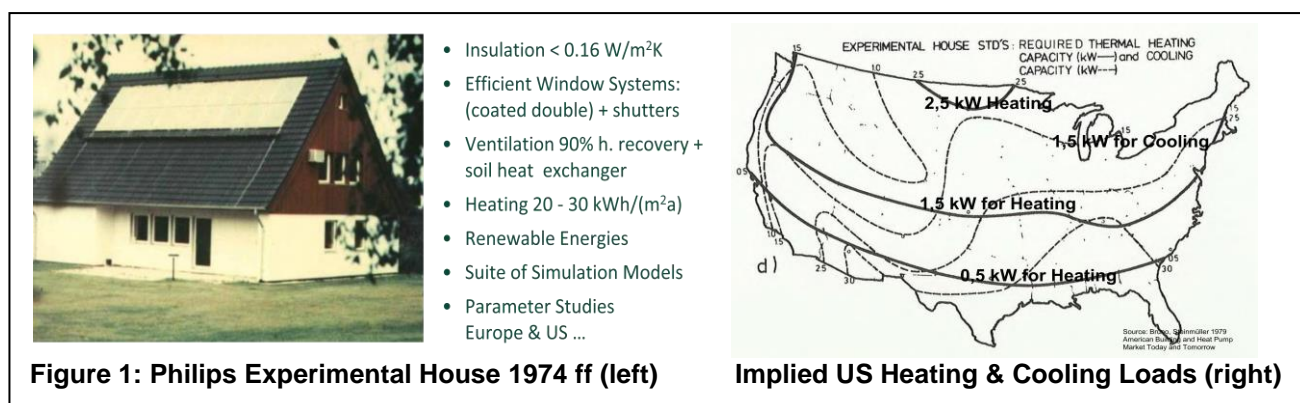 • Insulation < 0.16 W/m²K
• Efficient Window Systems:
(coated double) + shutters
• Ventilation 90% h. recovery +
soil heat exchanger
• Heating 20 - 30 kWh/(m²a)
• Renewable Energies
• Suite of Simulation Models
• Parameter Studies
Europe & US ...
EXPERIMENTAL HOUSE STD'S: REQUIRED THERMAL HEATING
CAPACITY (kW—) and COOLING
CAPACITY (kW---)
15
10
25
25
2,5 kW Heating
15
25
15
1,5 kW for Cooling
05
1,5 kW for Heating
10
15
d)
25
30
0,5 kW for Heating
05
30
Source: Bruno, Steinmüller 1979
American Building and Heat Pump
Market Today and Tomorrow
Figure 1: Philips Experimental House 1974 ff (left)
Implied US Heating & Cooling Loads (right)